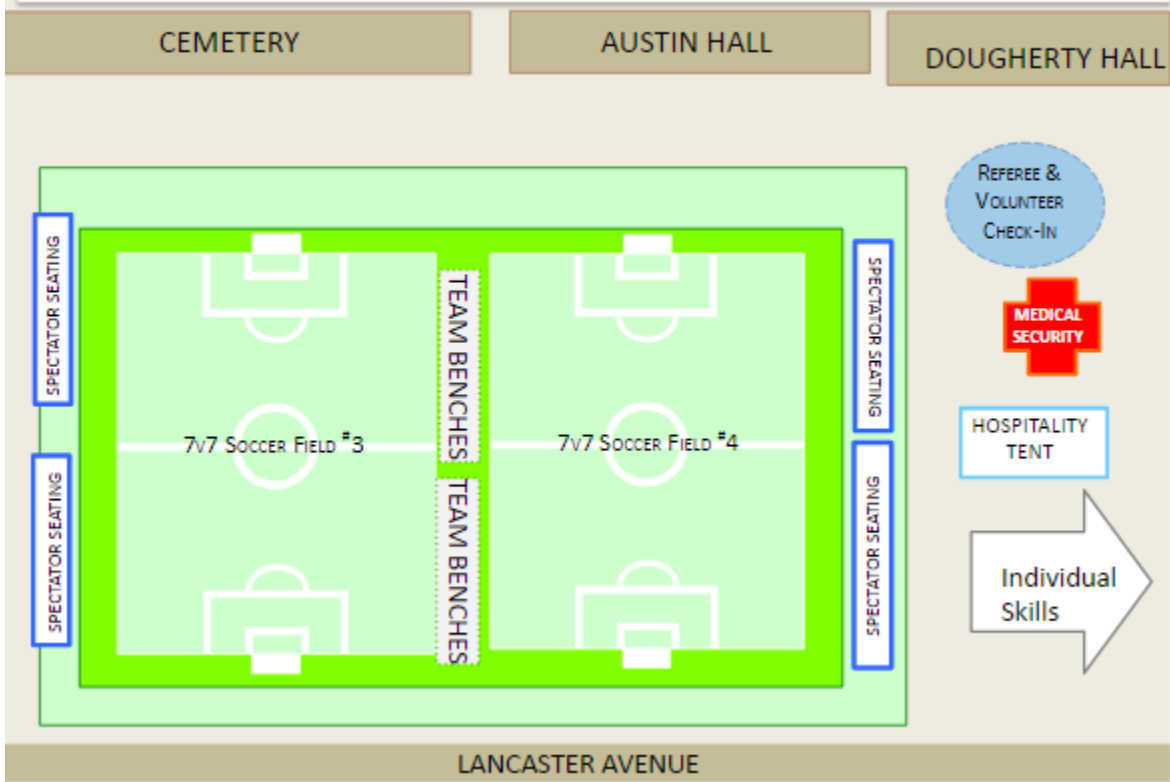 CEMETERY
AUSTIN HALL
DOUGHERTY HALL
REFEREE &
VOLUNTEER
CHECK-IN
SPECTATOR SEATING
TEAM BENCHES
SPECTATOR SEATING
MEDICAL
SECURITY
7V7 SOCCER FIELD #3
7V7 SOCCER FIELD #4
HOSPITALITY
TENT
SPECTATOR SEATING
TEAM BENCHES
SPECTATOR SEATING
Individual
Skills
LANCASTER AVENUE